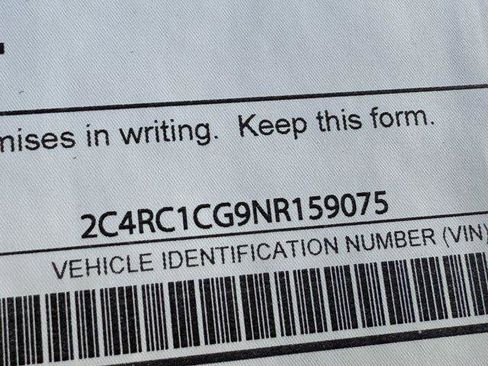 mises in writing. Keep this form.
2C4RC1CG9NR159075
VEHICLE IDENTIFICATION NUMBER (VIN)